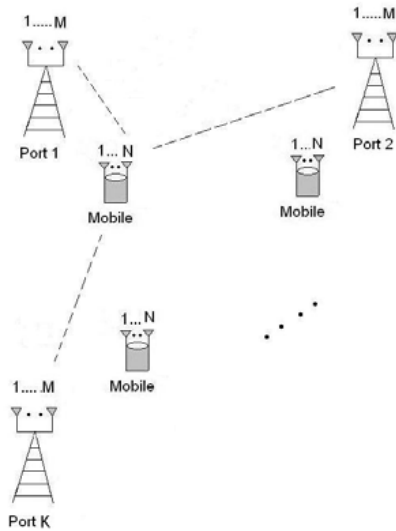 1.....M
1.....M
Port 1
1... N
1...N
Port 2
Mobile
Mobile
1... N
Mobile
1.....M
Port K